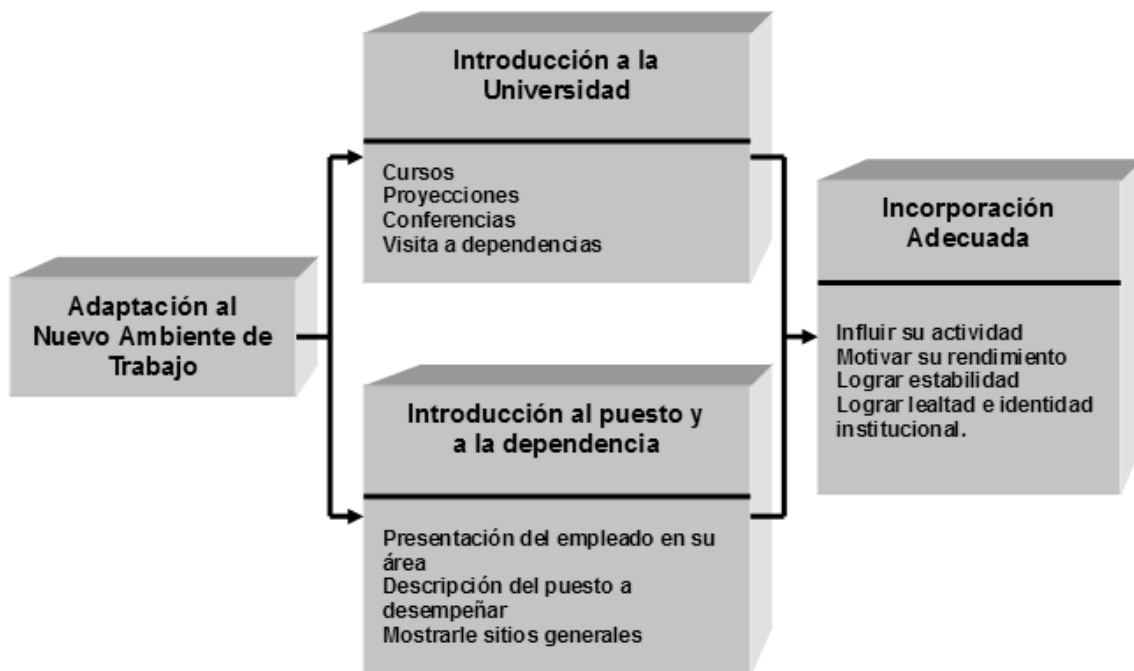 Adaptación al
Nuevo Ambiente de
Trabajo
Introducción a la
Universidad
Cursos
Proyecciones
Conferencias
Visita a dependencias
Introducción al puesto y
a la dependencia
Presentación del empleado en su
área
Descripción del puesto a
desempeñar
Mostrarle sitios generales
Incorporación
Adecuada
Influir su actividad
Motivar su rendimiento
Lograr estabilidad
Lograr lealtad e identidad
institucional.